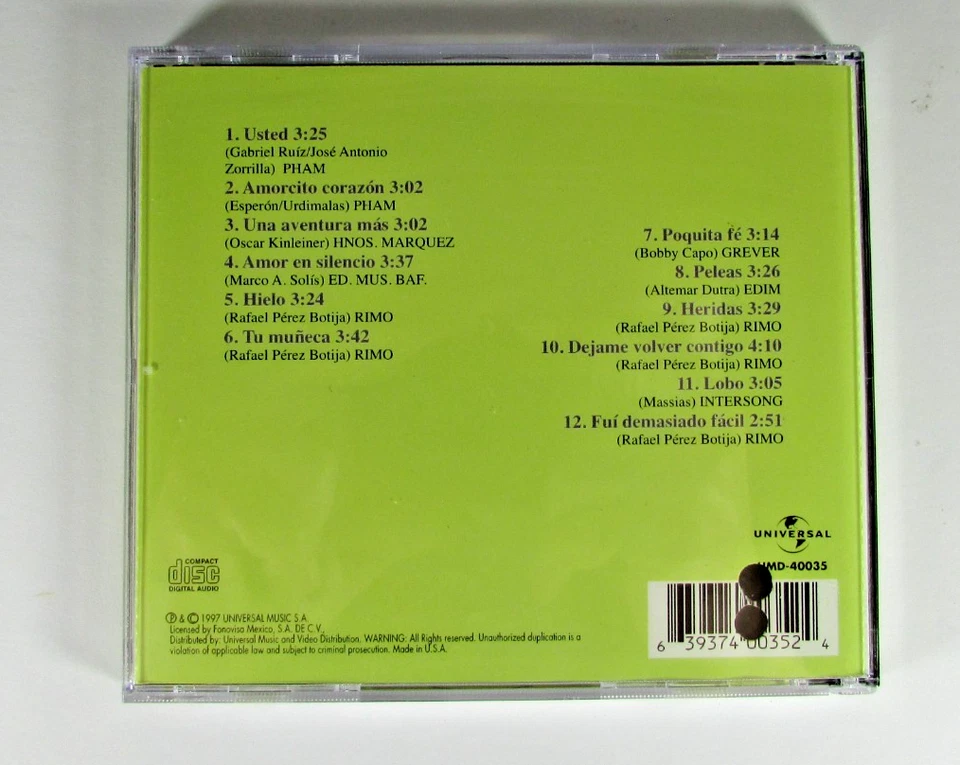 1. Usted 3:25
(Gabriel Ruíz/José Antonio
Zorrilla) PHAM
2. Amorcito corazón 3:02
(Esperón/Urdimalas) PHAM
3. Una aventura más 3:02
(Oscar Kinleiner) HNOS. MARQUEZ
4. Amor en silencio 3:37
(Marco A. Solís) ED. MUS. BAF.
5. Hielo 3:24
(Rafael Pérez Botija) RIMO
6. Tu muñeca 3:42
(Rafael Pérez Botija) RIMO
7. Poquita fé 3:14
(Bobby Capo) GREVER
8. Peleas 3:26
(Altemar Dutra) EDIM
9. Heridas 3:29
(Rafael Pérez Botija) RIMO
10. Dejame volver contigo 4:10
(Rafael Pérez Botija) RIMO
11. Lobo 3:05
(Massias) INTERSONG
12. Fuí demasiado fácil 2:51
(Rafael Pérez Botija) RIMO
UNIVERSAL
UMD-40035
6 39374 00352 4
COMPACT
disc
DIGITAL AUDIO
℗ & © 1997 UNIVERSAL MUSIC S.A.
Licensed by Fonovisa Mexico, S.A. DE C.V.,
Distributed by: Universal Music and Video Distribution. WARNING: All Rights reserved. Unauthorized duplication is a
violation of applicable law and subject to criminal prosecution. Made in U.S.A.